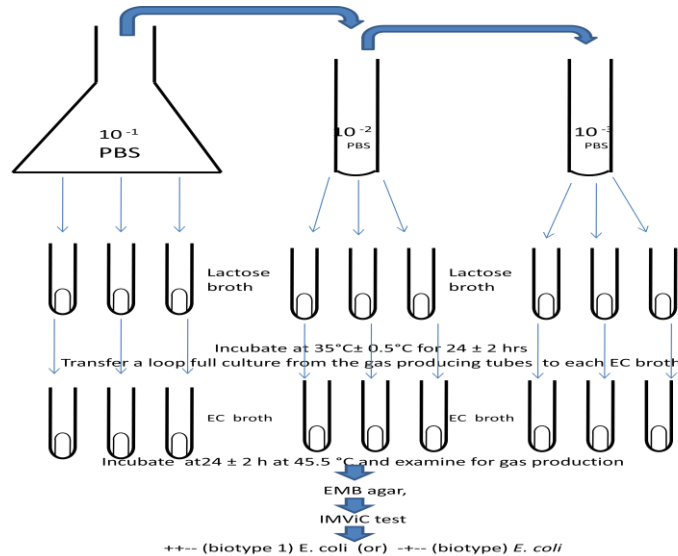 10 -1
PBS
10 -2
PBS
10 -3
PBS
Lactose
broth
Lactose
broth
Incubate at 35°C± 0.5°C for 24 ± 2 hrs
Transfer a loop full culture from the gas producing tubes to each EC broth
EC broth
EC broth
Incubate at24 ± 2 h at 45.5 °C and examine for gas production
EMB agar,
IMViC test
++-- (biotype 1) E. coli (or) -+-- (biotype) E. coli